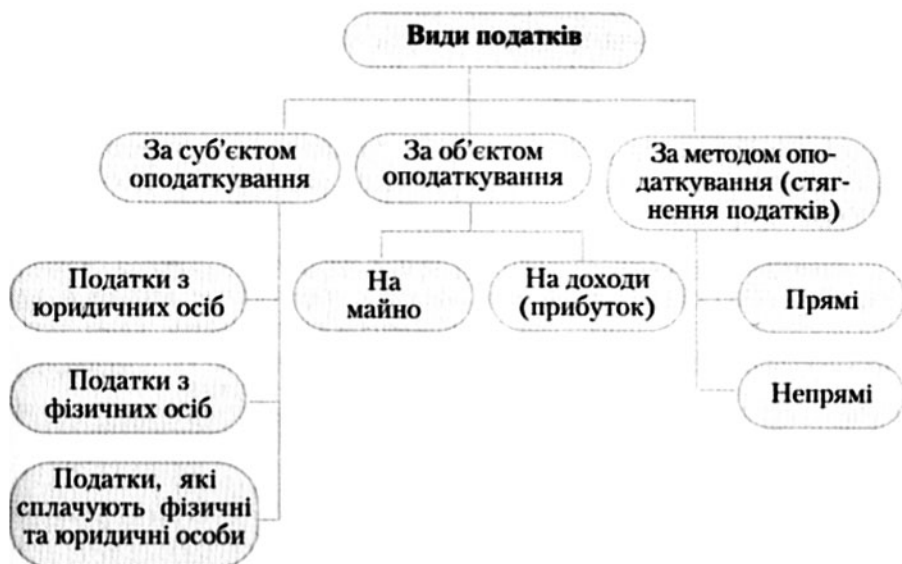 Види податків
За суб’єктом
оподаткування
За об’єктом
оподаткування
За методом опо-
даткування (стяг-
нення податків)
Податки з
юридичних осіб
Податки з
фізичних осіб
Податки, які
сплачують фізичні
та юридичні особи
На
майно
На доходи
(прибуток)
Прямі
Непрямі